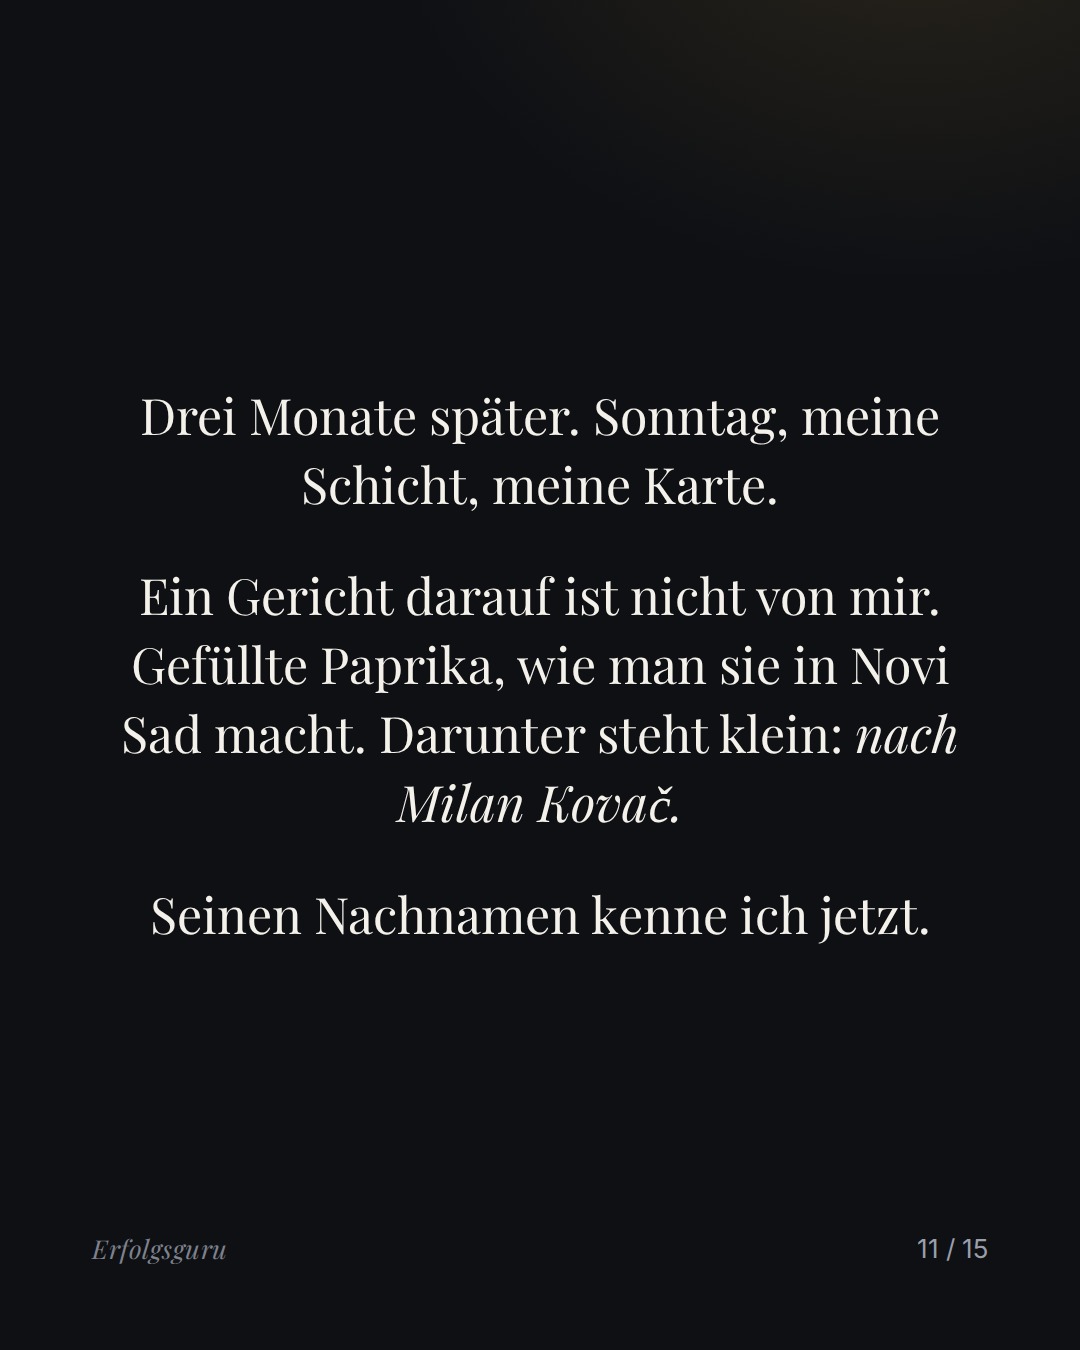 Drei Monate später. Sonntag, meine
Schicht, meine Karte.
Ein Gericht darauf ist nicht von mir.
Gefüllte Paprika, wie man sie in Novi
Sad macht. Darunter steht klein: nach
Milan Kovač.
Seinen Nachnamen kenne ich jetzt.
Erfolgsguru
11 / 15